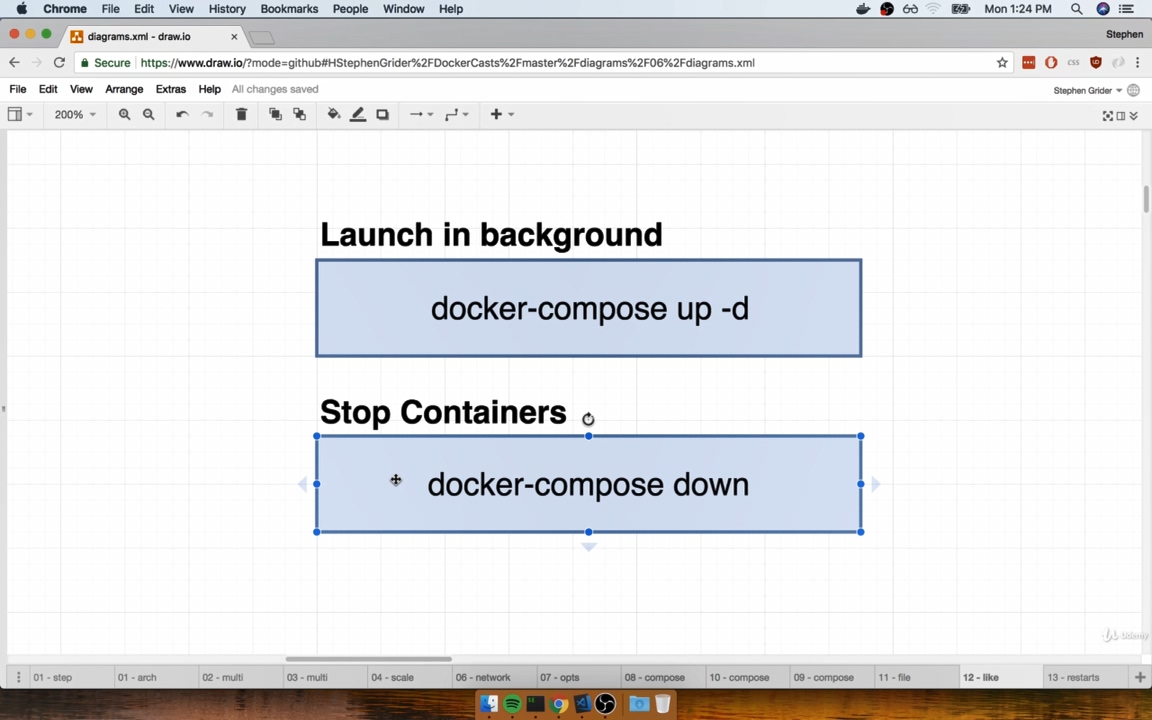 Chrome File Edit View History Bookmarks People Window Help Mon 1:24 PM
diagrams.xml - draw.io Stephen
Secure https://www.draw.io/?mode=github#HStephenGrider%2FDockerCasts%2Fmaster%2Fdiagrams%2F06%2Fdiagrams.xml
File Edit View Arrange Extras Help All changes saved Stephen Grider
200%
Launch in background
docker-compose up -d
Stop Containers
docker-compose down
Udemy
01 - step 01 - arch 02 - multi 03 - multi 04 - scale 06 - network 07 - opts 08 - compose 10 - compose 09 - compose 11 - file 12 - like 13 - restarts